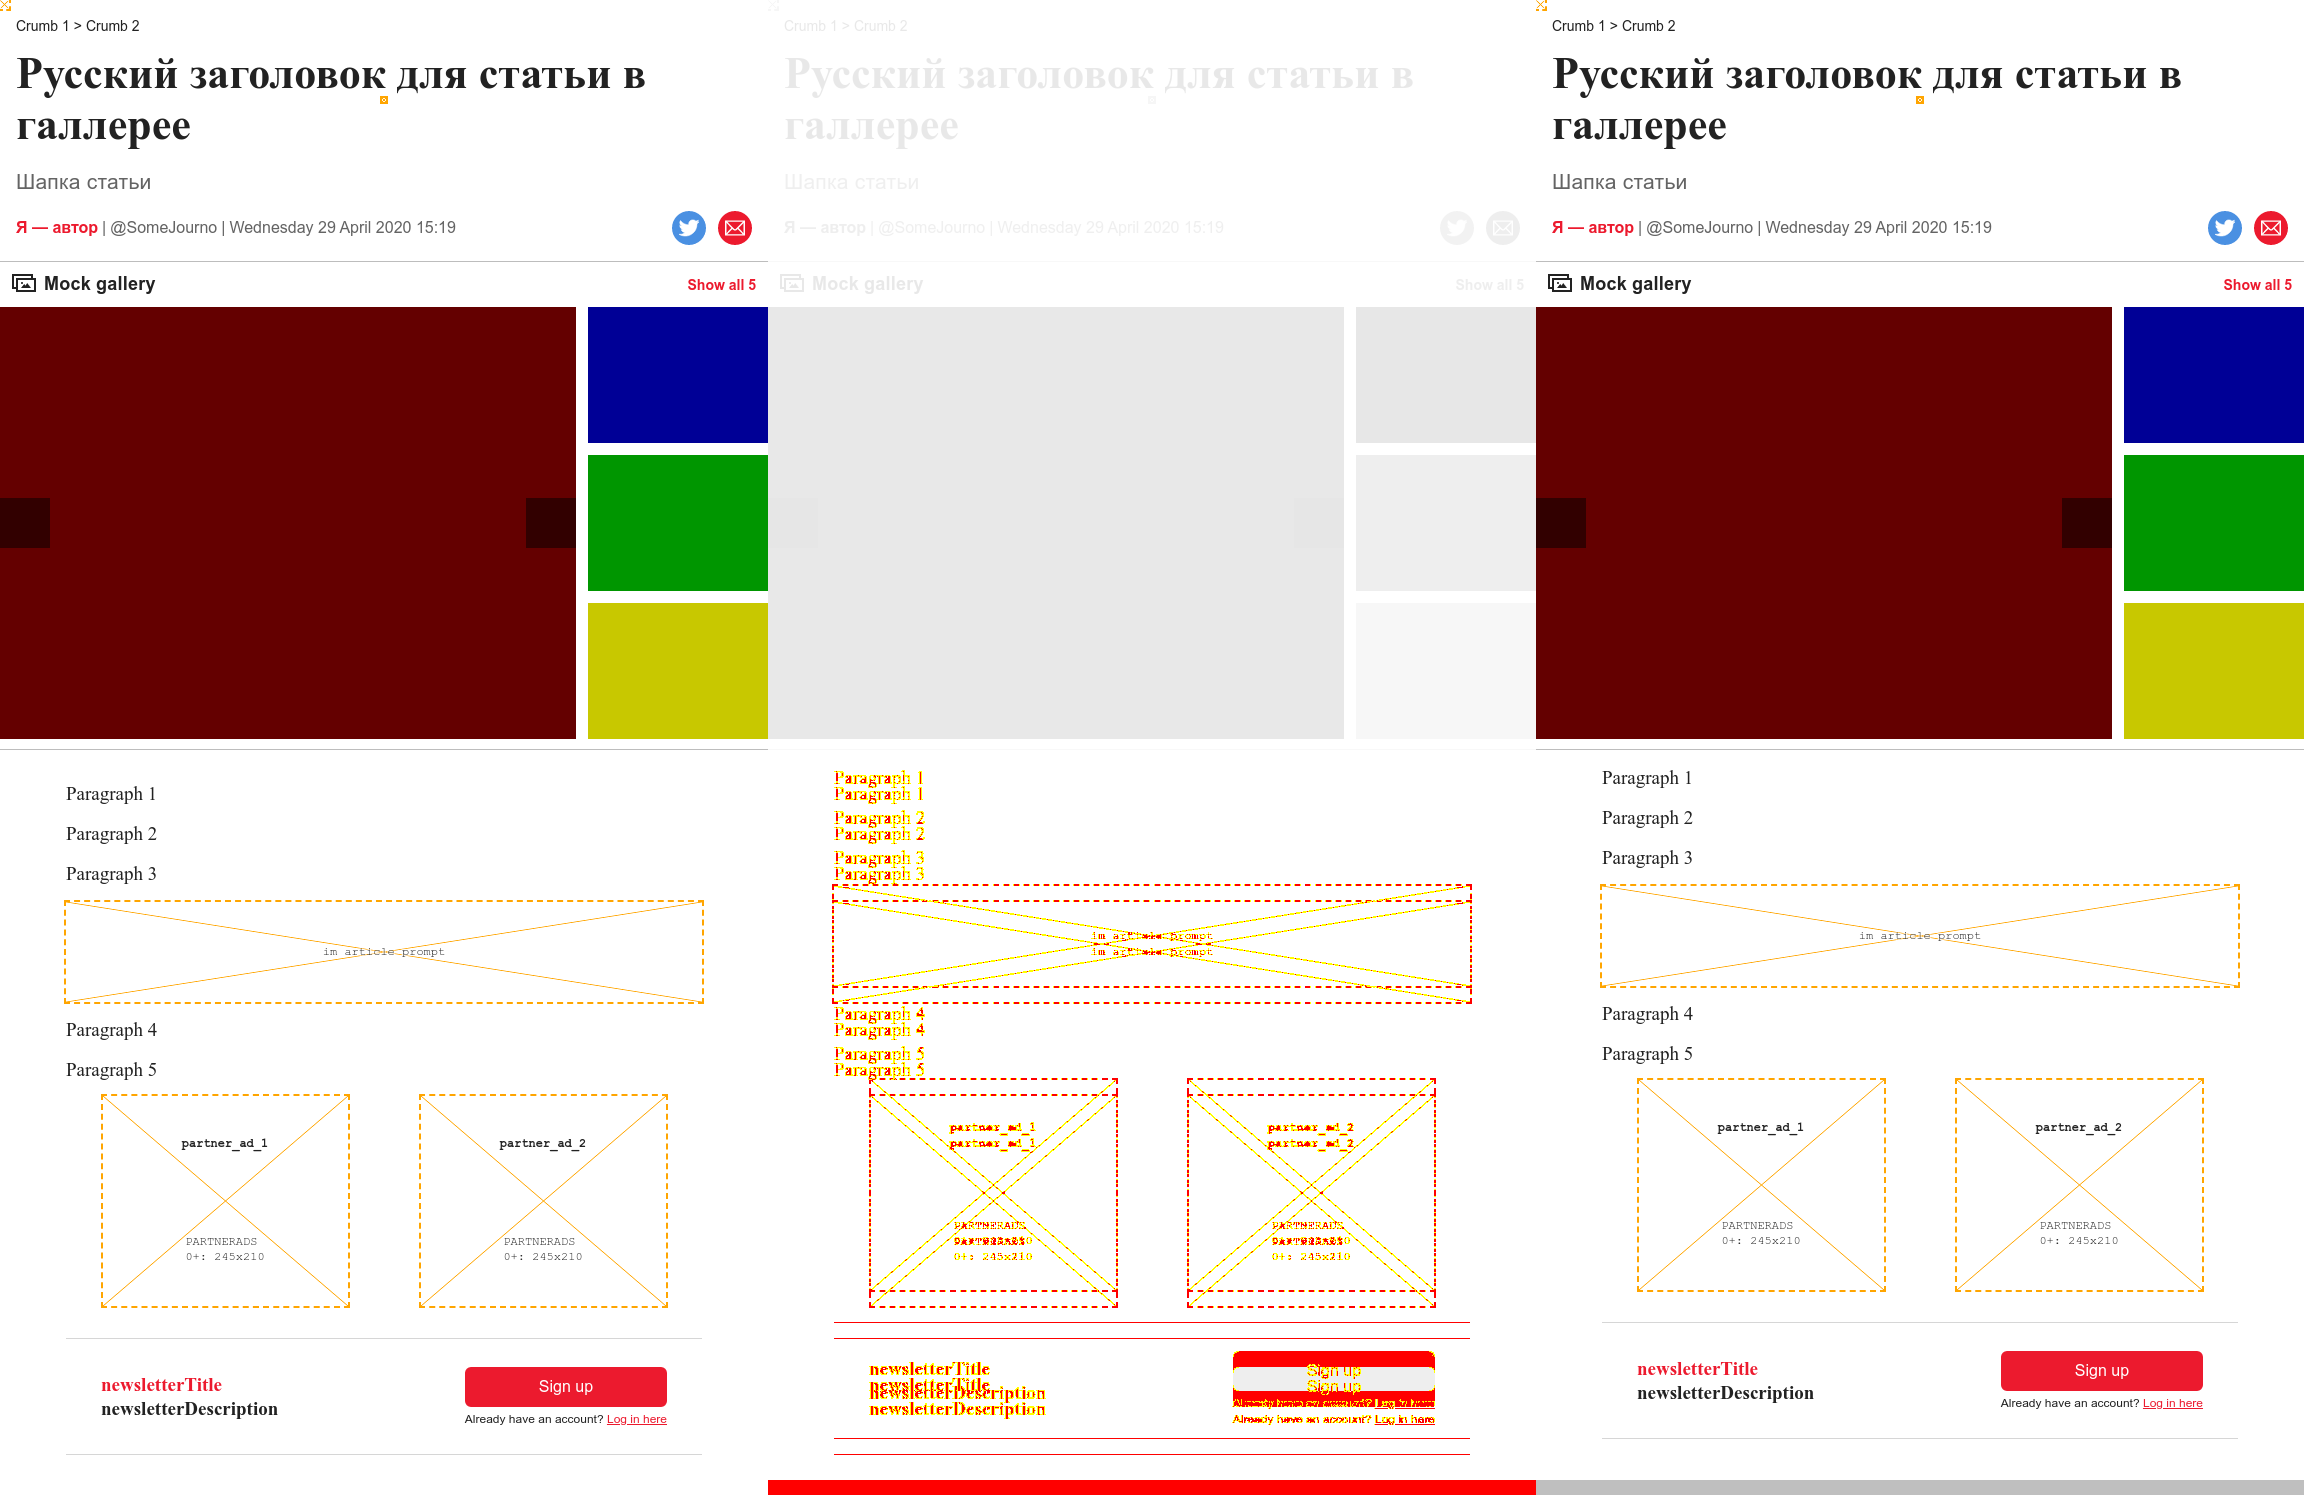 Crumb 1 > Crumb 2
Русский заголовок для статьи в
галлерее
Шапка статьи
Я — автор | @SomeJourno | Wednesday 29 April 2020 15:19
Mock gallery
Show all 5
Paragraph 1
Paragraph 2
Paragraph 3
im article prompt
Paragraph 4
Paragraph 5
partner_ad_1
PARTNERADS
0+: 245x210
partner_ad_2
PARTNERADS
0+: 245x210
newsletterTitle
newsletterDescription
Sign up
Already have an account? Log in here
Crumb 1 > Crumb 2
Русский заголовок для статьи в
галлерее
Шапка статьи
Я — автор | @SomeJourno | Wednesday 29 April 2020 15:19
Mock gallery
Show all 5
Paragraph 1
Paragraph 1
Paragraph 2
Paragraph 2
Paragraph 3
Paragraph 3
im article prompt
im article prompt
Paragraph 4
Paragraph 4
Paragraph 5
Paragraph 5
partner_ad_1
partner_ad_1
PARTNERADS
0+: 245x210
partner_ad_2
partner_ad_2
PARTNERADS
0+: 245x210
newsletterTitle
newsletterTitle
newsletterDescription
newsletterDescription
Sign up
Sign up
Already have an account? Log in here
Already have an account? Log in here
Crumb 1 > Crumb 2
Русский заголовок для статьи в
галлерее
Шапка статьи
Я — автор | @SomeJourno | Wednesday 29 April 2020 15:19
Mock gallery
Show all 5
Paragraph 1
Paragraph 2
Paragraph 3
im article prompt
Paragraph 4
Paragraph 5
partner_ad_1
PARTNERADS
0+: 245x210
partner_ad_2
PARTNERADS
0+: 245x210
newsletterTitle
newsletterDescription
Sign up
Already have an account? Log in here